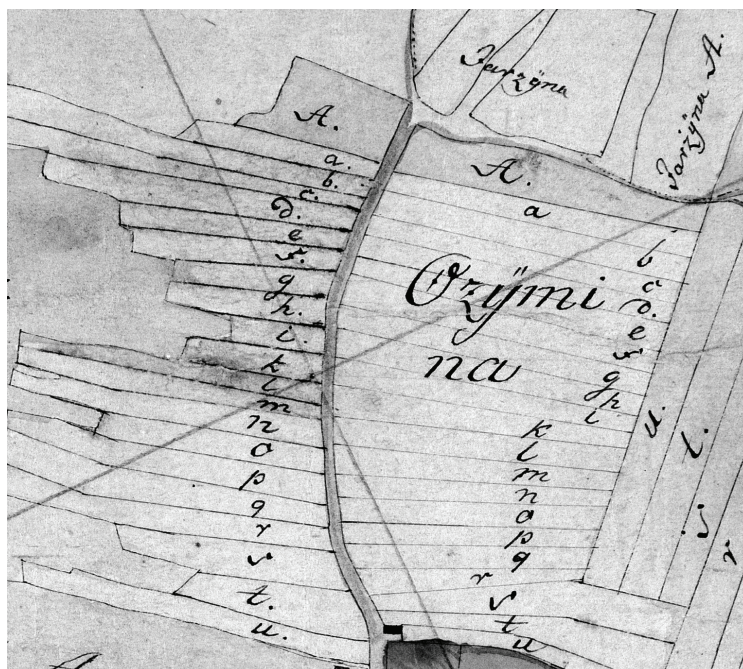 Jarzÿna
Jarzÿna A.
A.
a.
b.
c.
d.
e
f.
g
h.
i.
k
l
m
n
o
p
q
r
s
t.
u.
A.
a
b
c
d.
e
f
g
h
i
k
l
m
n
o
p
q
r
s
t
u
Ozÿmi
na
u.
t.
s
r